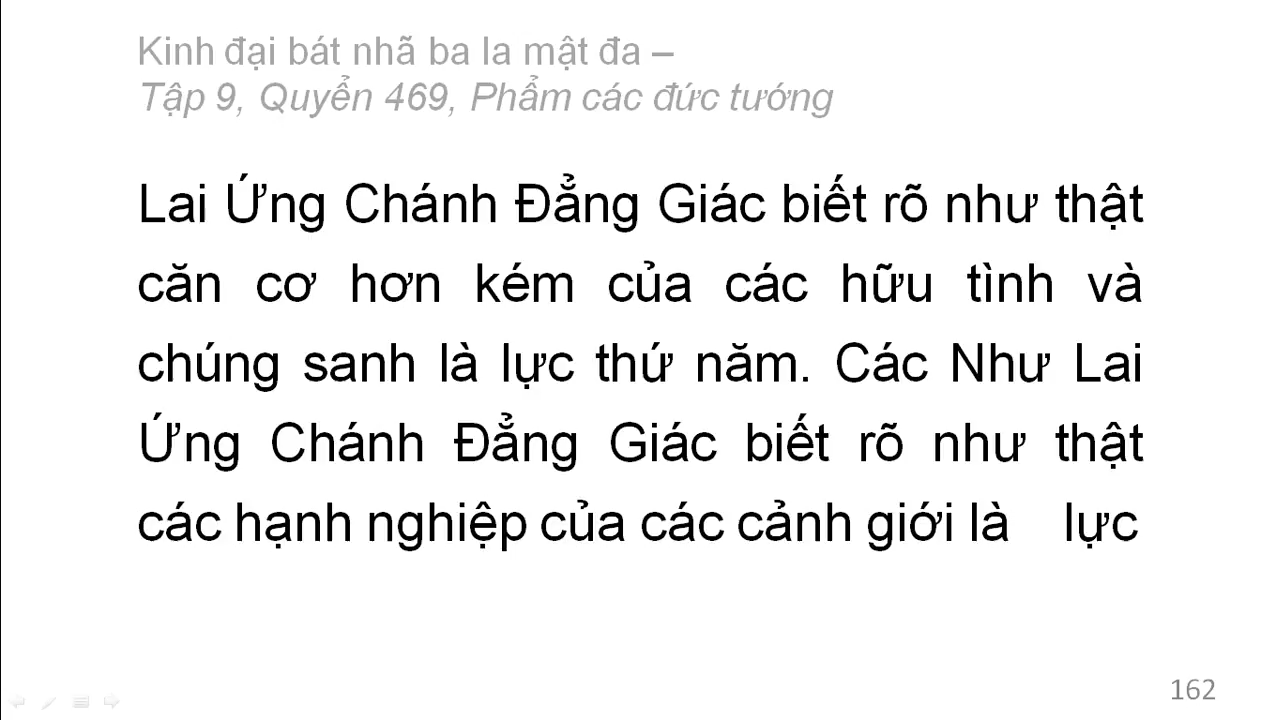 Kinh đại bát nhã ba la mật đa –
Tập 9, Quyển 469, Phẩm các đức tướng
Lai Ứng Chánh Đẳng Giác biết rõ như thật
căn cơ hơn kém của các hữu tình và
chúng sanh là lực thứ năm. Các Như Lai
Ứng Chánh Đẳng Giác biết rõ như thật
các hạnh nghiệp của các cảnh giới là lực
162